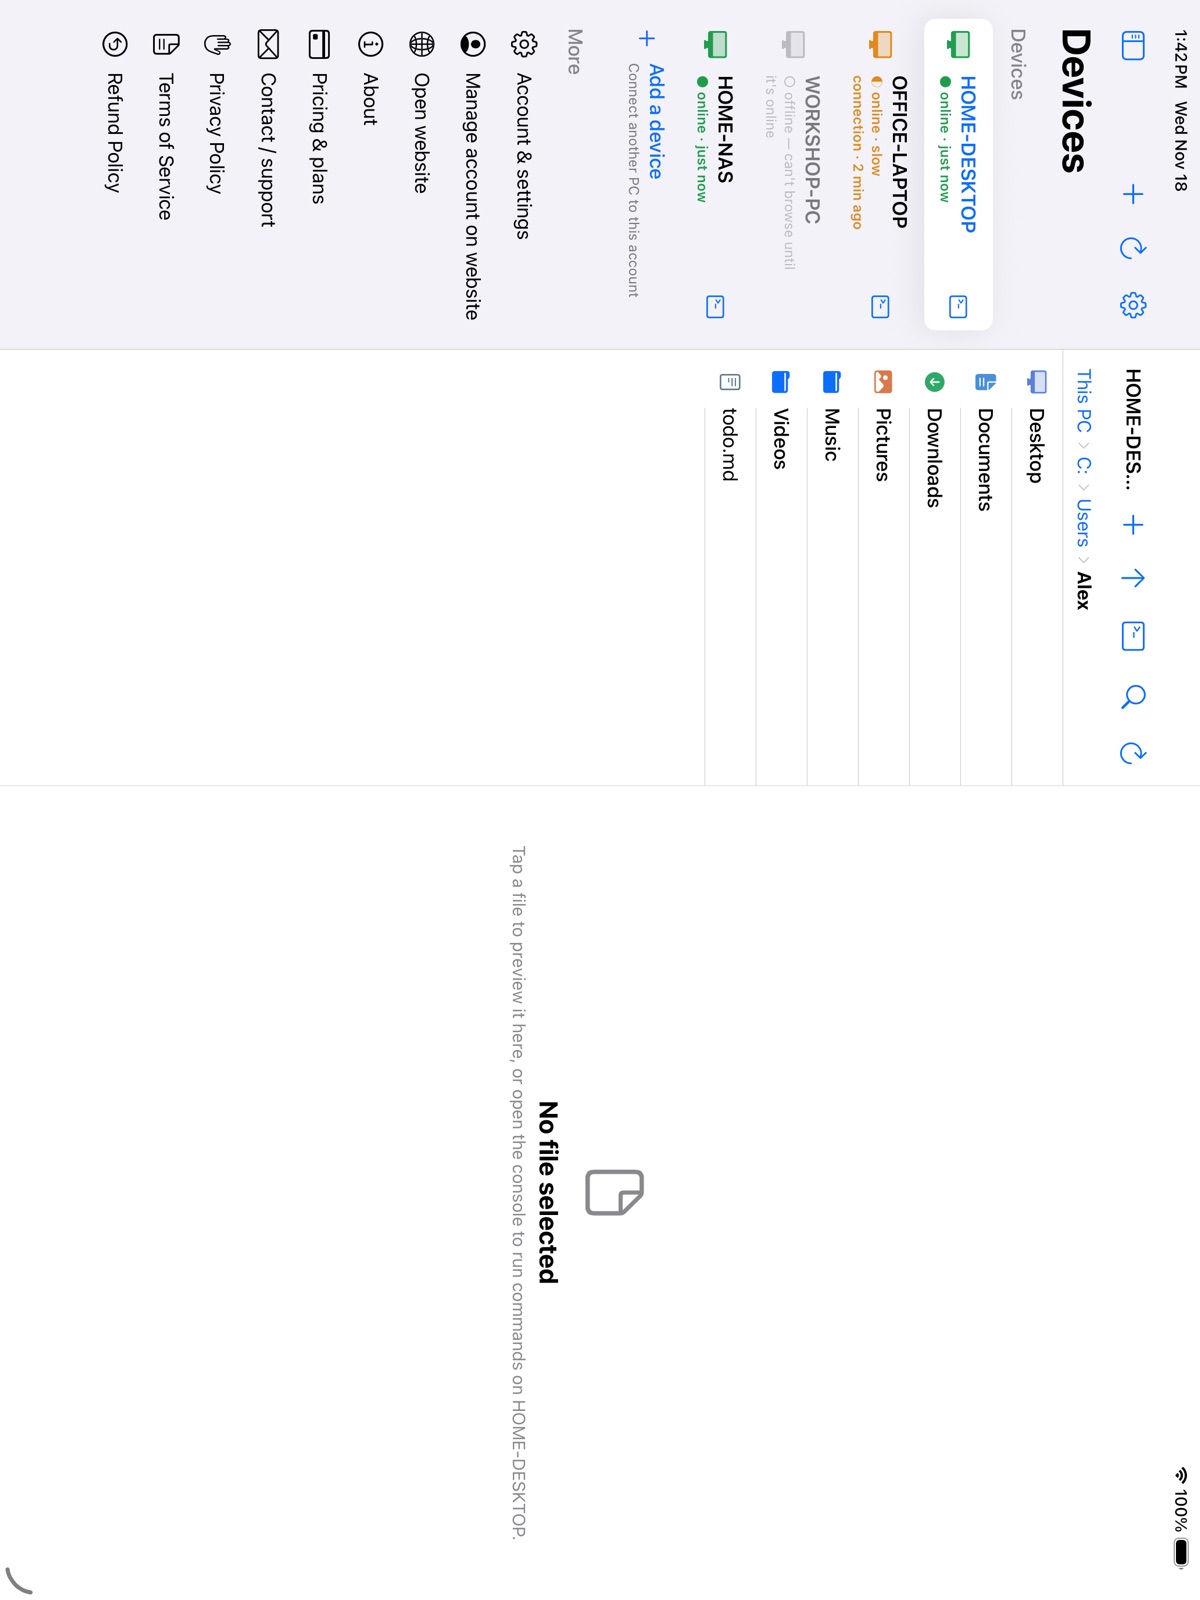 1:42 PM Wed Nov 18
100%
Devices
Devices
HOME-DESKTOP
online · just now
OFFICE-LAPTOP
online · slow
connection · 2 min ago
WORKSHOP-PC
offline — can't browse until
it's online
HOME-NAS
online · just now
Add a device
Connect another PC to this account
More
Account & settings
Manage account on website
Open website
About
Pricing & plans
Contact / support
Privacy Policy
Terms of Service
Refund Policy
HOME-DES...
This PC > C: > Users > Alex
Desktop
Documents
Downloads
Pictures
Music
Videos
todo.md
No file selected
Tap a file to preview it here, or open the console to run commands on HOME-DESKTOP.